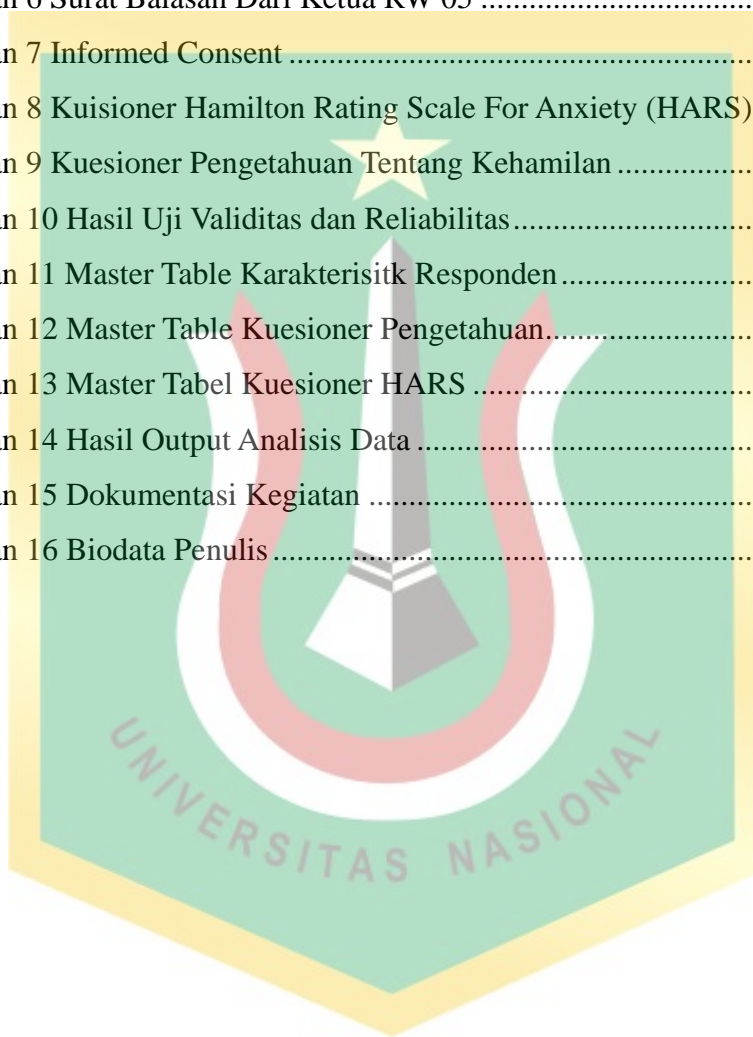 n 6 Surat Balasan Dari Ketua RW 05 ........................
n 7 Informed Consent ........................................................
n 8 Kuisioner Hamilton Rating Scale For Anxiety (HARS)
n 9 Kuesioner Pengetahuan Tentang Kehamilan ................
n 10 Hasil Uji Validitas dan Reliabilitas ............................
n 11 Master Table Karakterisitk Responden ......................
n 12 Master Table Kuesioner Pengetahuan ........................
n 13 Master Tabel Kuesioner HARS .................................
n 14 Hasil Output Analisis Data ........................................
n 15 Dokumentasi Kegiatan ..............................................
n 16 Biodata Penulis ..........................................................
UNIVERSITAS NASIONAL